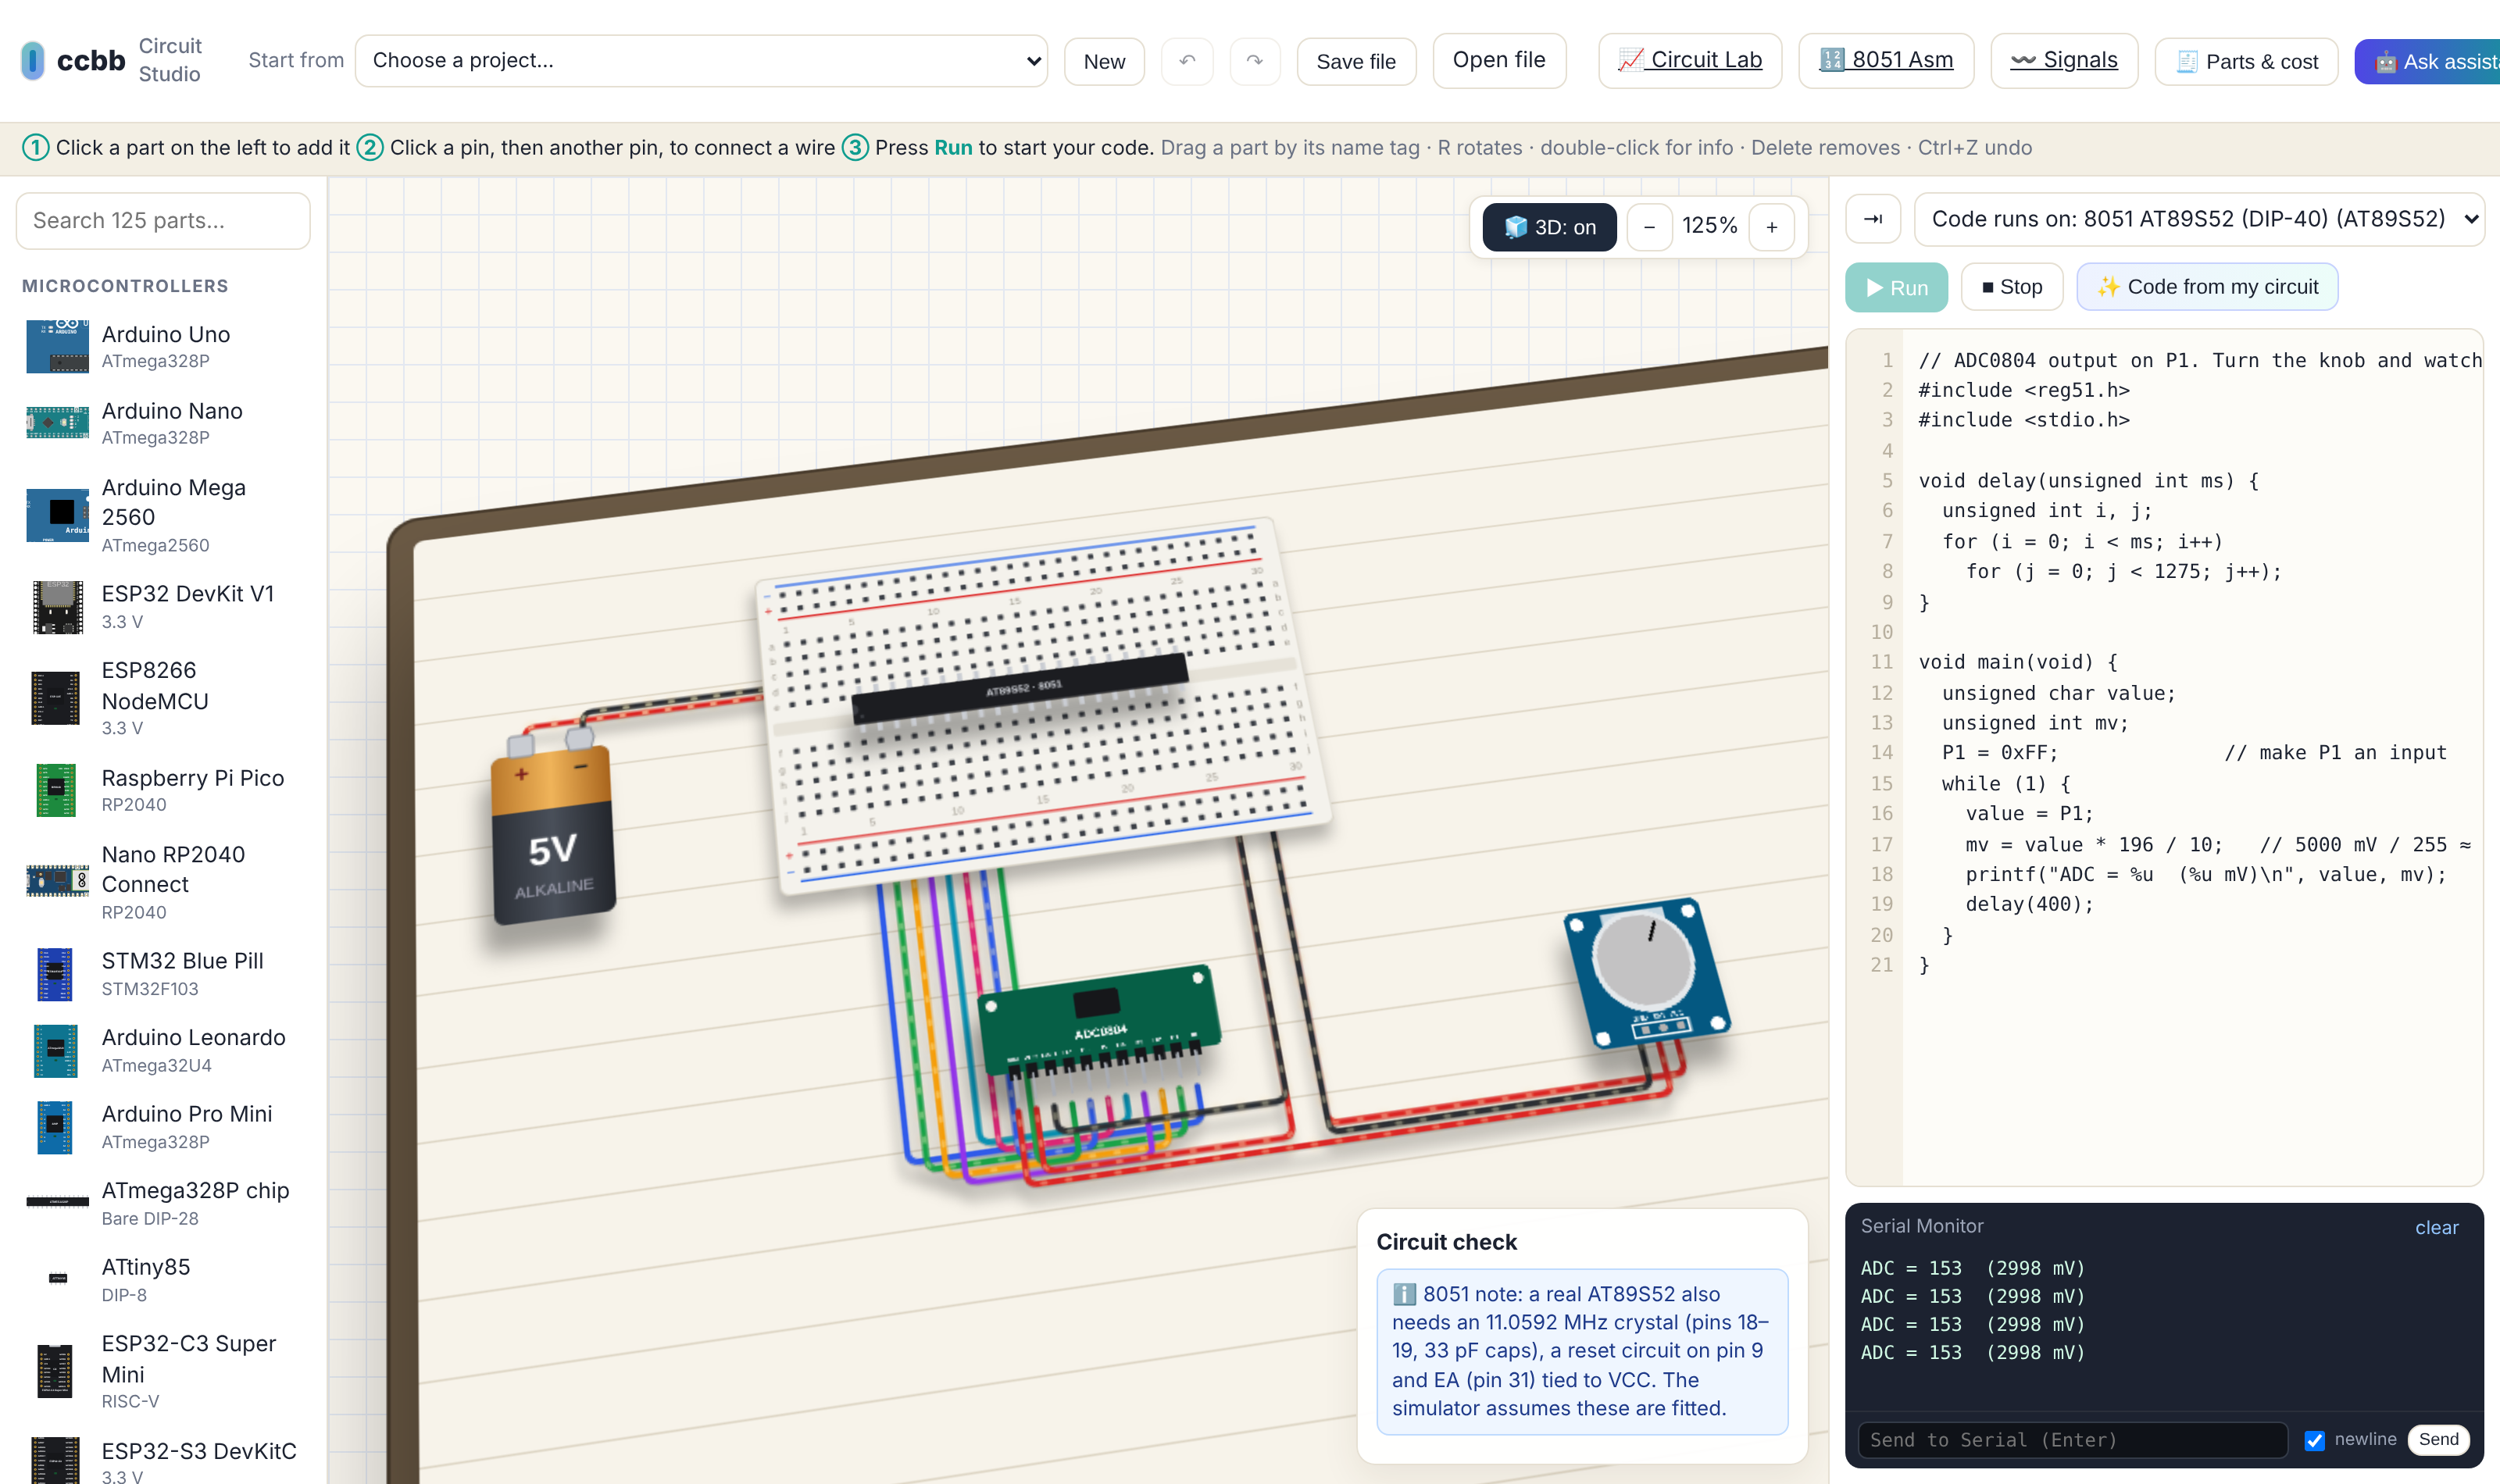 ccbb
Circuit
Studio
Start from
Choose a project...
New
↶
↷
Save file
Open file
📈 Circuit Lab
🔢 8051 Asm
〰️ Signals
🧾 Parts & cost
🤖 Ask assist
1 Click a part on the left to add it 2 Click a pin, then another pin, to connect a wire 3 Press Run to start your code. Drag a part by its name tag · R rotates · double-click for info · Delete removes · Ctrl+Z undo
Search 125 parts...
MICROCONTROLLERS
Arduino Uno
ATmega328P
Arduino Nano
ATmega328P
Arduino Mega
2560
ATmega2560
ESP32 DevKit V1
3.3 V
ESP8266
NodeMCU
3.3 V
Raspberry Pi Pico
RP2040
Nano RP2040
Connect
RP2040
STM32 Blue Pill
STM32F103
Arduino Leonardo
ATmega32U4
Arduino Pro Mini
ATmega328P
ATmega328P chip
Bare DIP-28
ATtiny85
DIP-8
ESP32-C3 Super
Mini
RISC-V
ESP32-S3 DevKitC
3.3 V
🧊 3D: on
−
125%
+
AT89S52 · 8051
+ −
5V
ALKALINE
ADC0804
Circuit check
ℹ️ 8051 note: a real AT89S52 also
needs an 11.0592 MHz crystal (pins 18–
19, 33 pF caps), a reset circuit on pin 9
and EA (pin 31) tied to VCC. The
simulator assumes these are fitted.
⇥
Code runs on: 8051 AT89S52 (DIP-40) (AT89S52)
▶ Run
■ Stop
✨ Code from my circuit
1 // ADC0804 output on P1. Turn the knob and watch
2 #include <reg51.h>
3 #include <stdio.h>
4
5 void delay(unsigned int ms) {
6   unsigned int i, j;
7   for (i = 0; i < ms; i++)
8     for (j = 0; j < 1275; j++);
9 }
10
11 void main(void) {
12   unsigned char value;
13   unsigned int mv;
14   P1 = 0xFF;              // make P1 an input
15   while (1) {
16     value = P1;
17     mv = value * 196 / 10;   // 5000 mV / 255 ≈
18     printf("ADC = %u  (%u mV)\n", value, mv);
19     delay(400);
20   }
21 }
Serial Monitor
clear
ADC = 153  (2998 mV)
ADC = 153  (2998 mV)
ADC = 153  (2998 mV)
ADC = 153  (2998 mV)
Send to Serial (Enter)
newline
Send